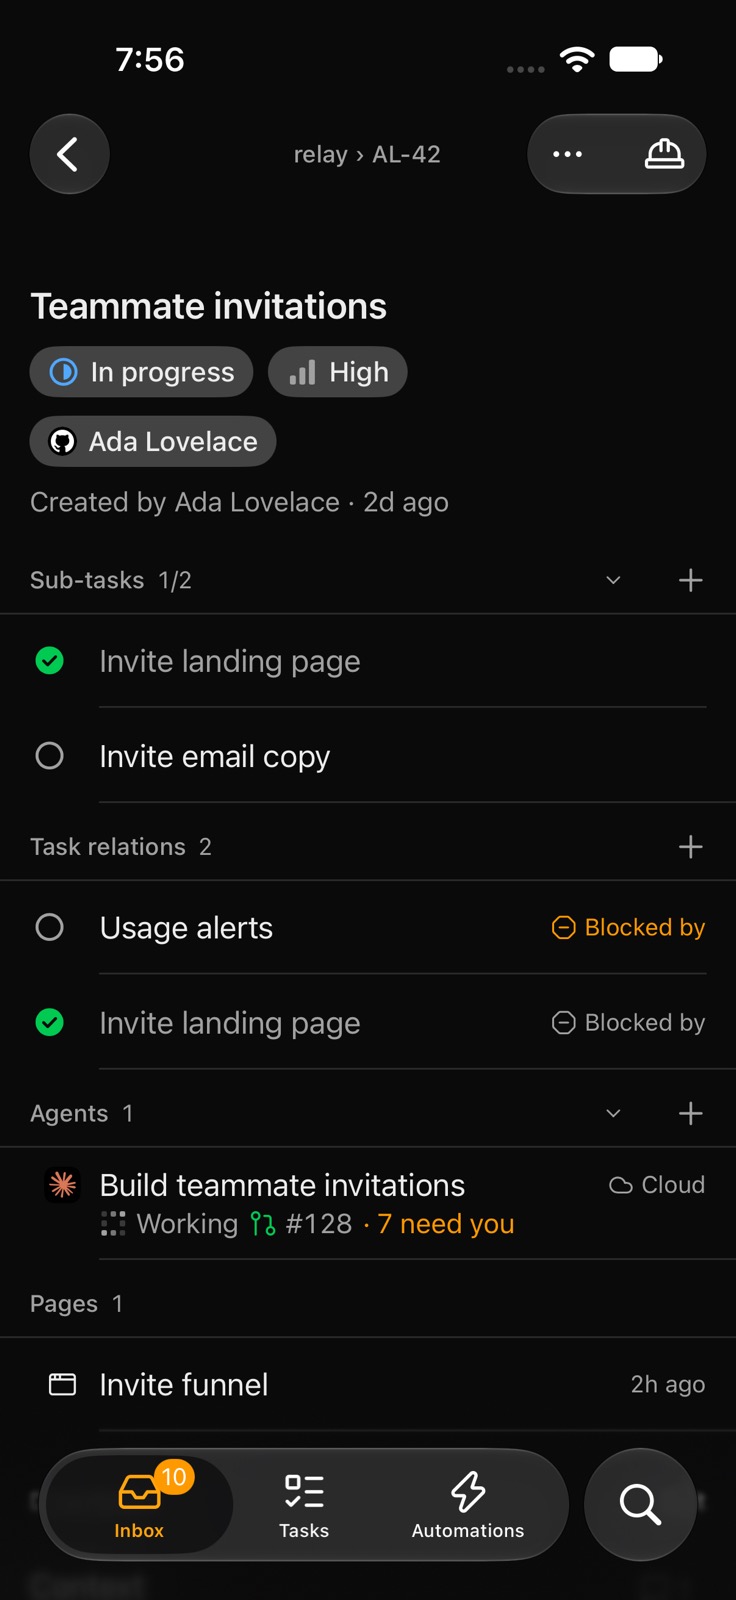 7:56
relay › AL-42
Teammate invitations
In progress
High
Ada Lovelace
Created by Ada Lovelace · 2d ago
Sub-tasks 1/2
Invite landing page
Invite email copy
Task relations 2
Usage alerts
Blocked by
Invite landing page
Blocked by
Agents 1
Build teammate invitations
Cloud
Working #128 · 7 need you
Pages 1
Invite funnel
2h ago
10
Inbox
Tasks
Automations
Context